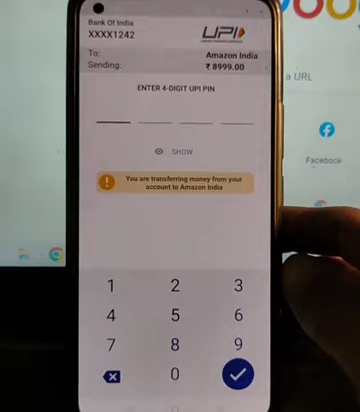 Bank Of India
XXXX1242
UPI
To:
Amazon India
Sending:
₹ 8999.00
ENTER 4-DIGIT UPI PIN
SHOW
You are transferring money from your
account to Amazon India
1 2 3
4 5 6
7 8 9
0
a URL
Facebook